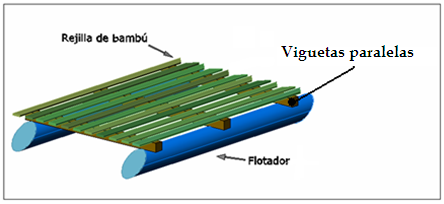 Rejilla de bambú
Viguetas paralelas
Flotador